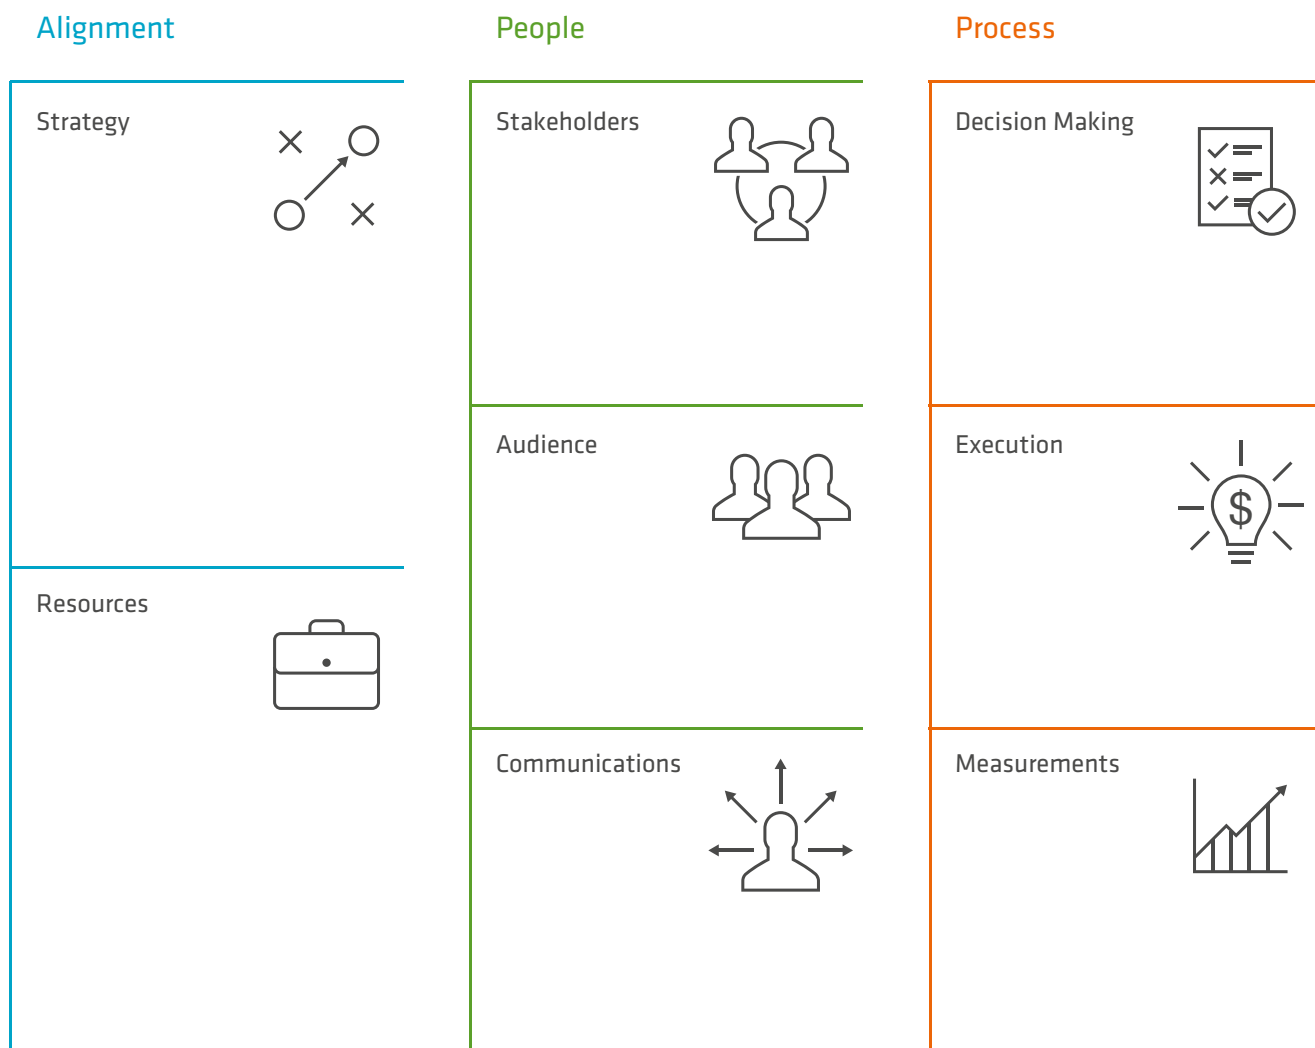 Alignment
People
Process
Strategy
Stakeholders
Decision Making
Audience
Execution
$
Resources
Communications
Measurements